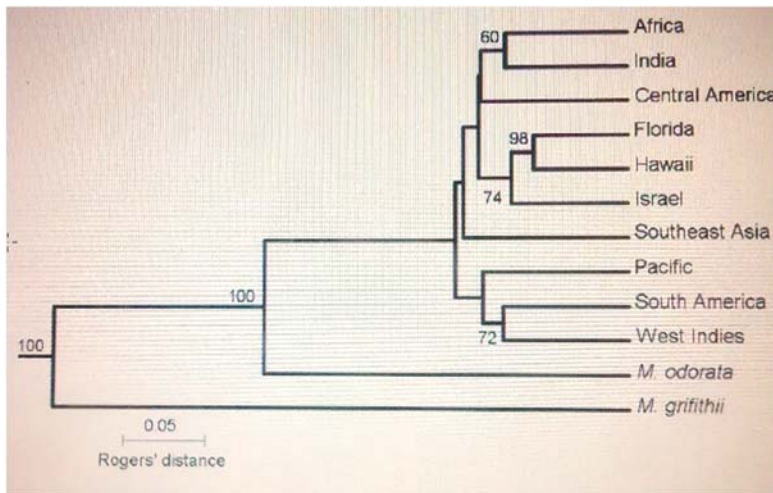 60
Africa
India
Central America
98
Florida
Hawaii
74
Israel
Southeast Asia
Pacific
South America
72
West Indies
100
M. odorata
100
M. grifithii
0.05
Rogers' distance